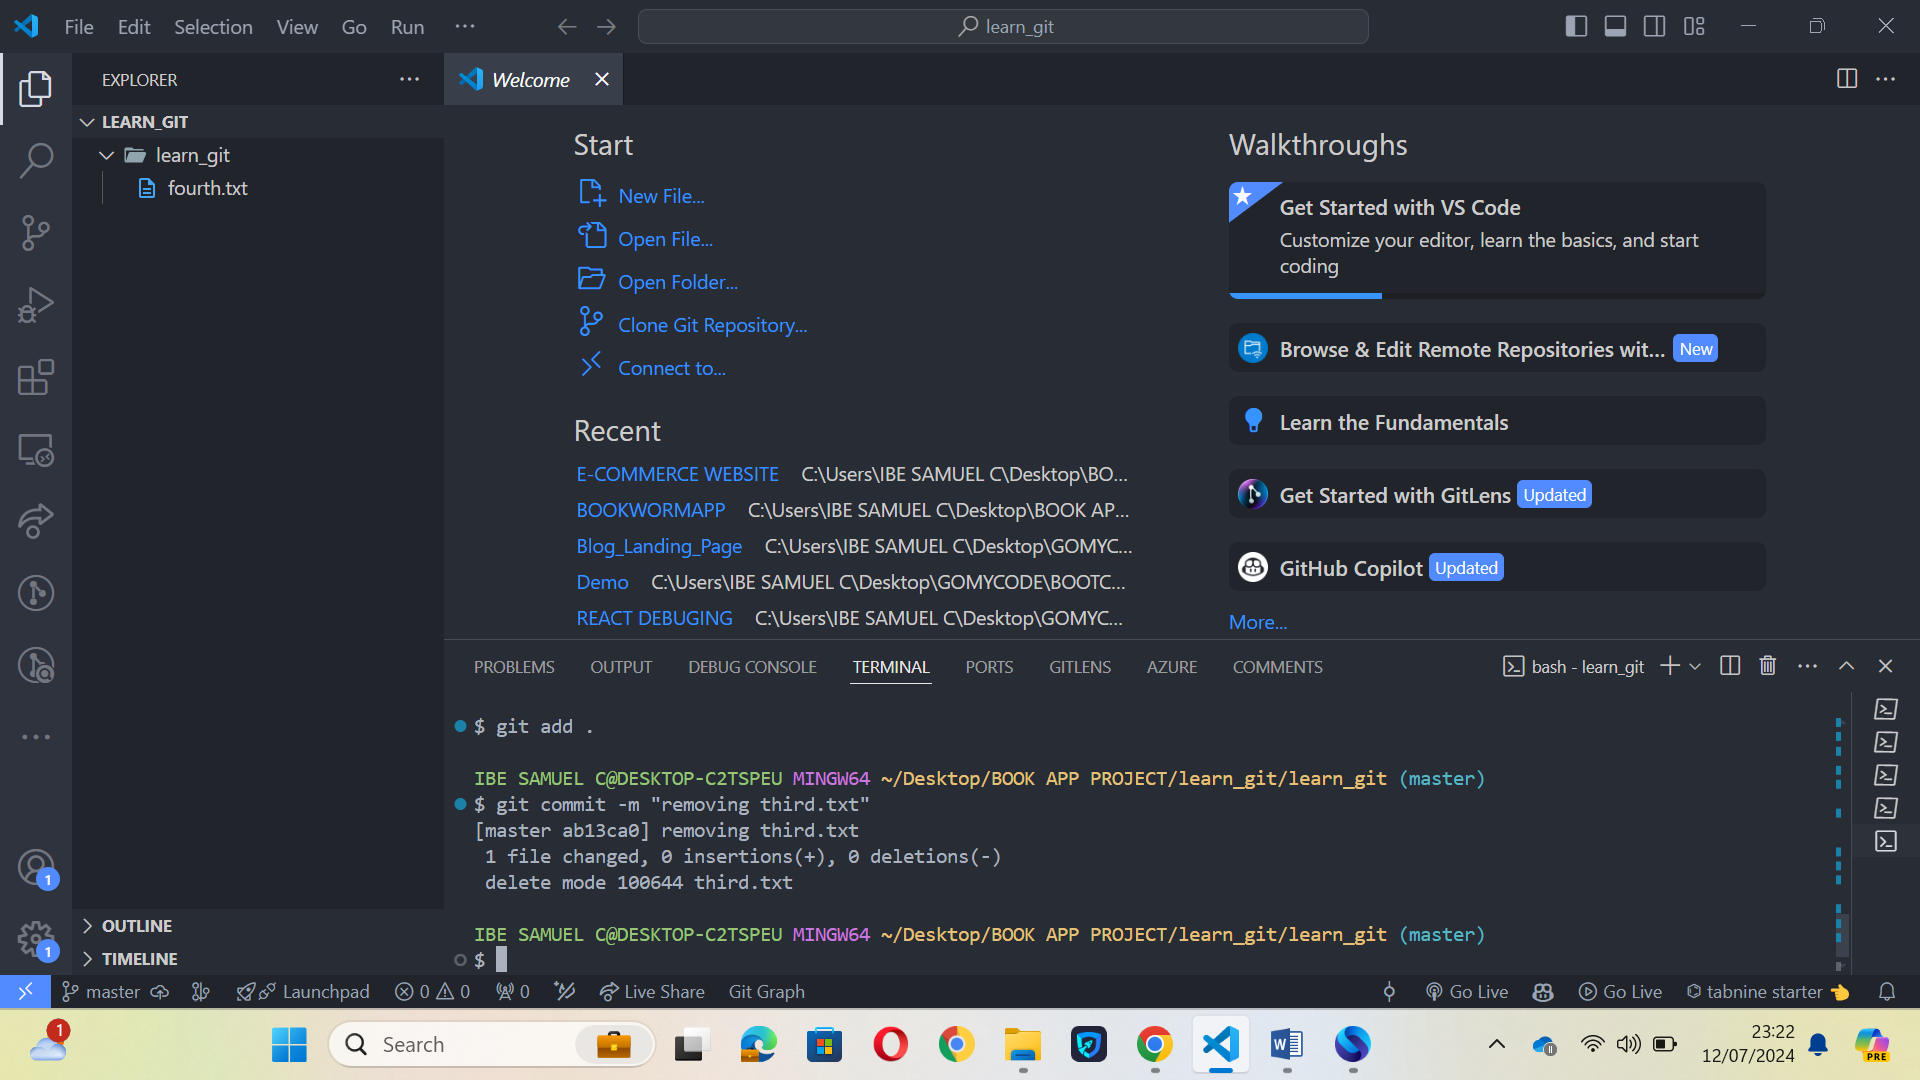 File Edit Selection View Go Run ···
learn_git
EXPLORER
Welcome
LEARN_GIT
learn_git
fourth.txt
Start
New File...
Open File...
Open Folder...
Clone Git Repository...
Connect to...
Recent
E-COMMERCE WEBSITE C:\Users\IBE SAMUEL C\Desktop\BO...
BOOKWORMAPP C:\Users\IBE SAMUEL C\Desktop\BOOK AP...
Blog_Landing_Page C:\Users\IBE SAMUEL C\Desktop\GOMYC...
Demo C:\Users\IBE SAMUEL C\Desktop\GOMYCODE\BOOTC...
REACT DEBUGING C:\Users\IBE SAMUEL C\Desktop\GOMYC...
Walkthroughs
Get Started with VS Code
Customize your editor, learn the basics, and start
coding
Browse & Edit Remote Repositories wit... New
Learn the Fundamentals
Get Started with GitLens Updated
GitHub Copilot Updated
More...
PROBLEMS OUTPUT DEBUG CONSOLE TERMINAL PORTS GITLENS AZURE COMMENTS
bash - learn_git
$ git add .
IBE SAMUEL C@DESKTOP-C2TSPEU MINGW64 ~/Desktop/BOOK APP PROJECT/learn_git/learn_git (master)
$ git commit -m "removing third.txt"
[master ab13ca0] removing third.txt
1 file changed, 0 insertions(+), 0 deletions(-)
delete mode 100644 third.txt
IBE SAMUEL C@DESKTOP-C2TSPEU MINGW64 ~/Desktop/BOOK APP PROJECT/learn_git/learn_git (master)
$
1
1
OUTLINE
TIMELINE
master Launchpad 0 0 0 Live Share Git Graph
Go Live Go Live tabnine starter
1
Search
23:22
12/07/2024
PRE